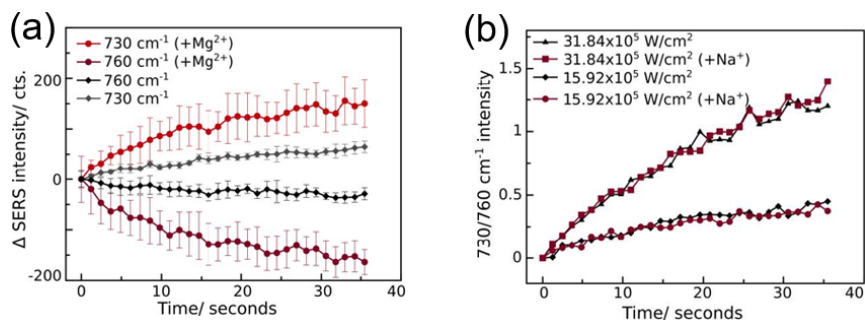 (a)
730 cm⁻¹ (+Mg²⁺)
760 cm⁻¹ (+Mg²⁺)
760 cm⁻¹
730 cm⁻¹
Δ SERS intensity/ cts.
200
0
-200
0
10
20
30
40
Time/ seconds
(b)
31.84x10⁵ W/cm²
31.84x10⁵ W/cm² (+Na⁺)
15.92x10⁵ W/cm²
15.92x10⁵ W/cm² (+Na⁺)
730/760 cm⁻¹ intensity
1.5
1
0.5
0
0
10
20
30
40
Time/ seconds